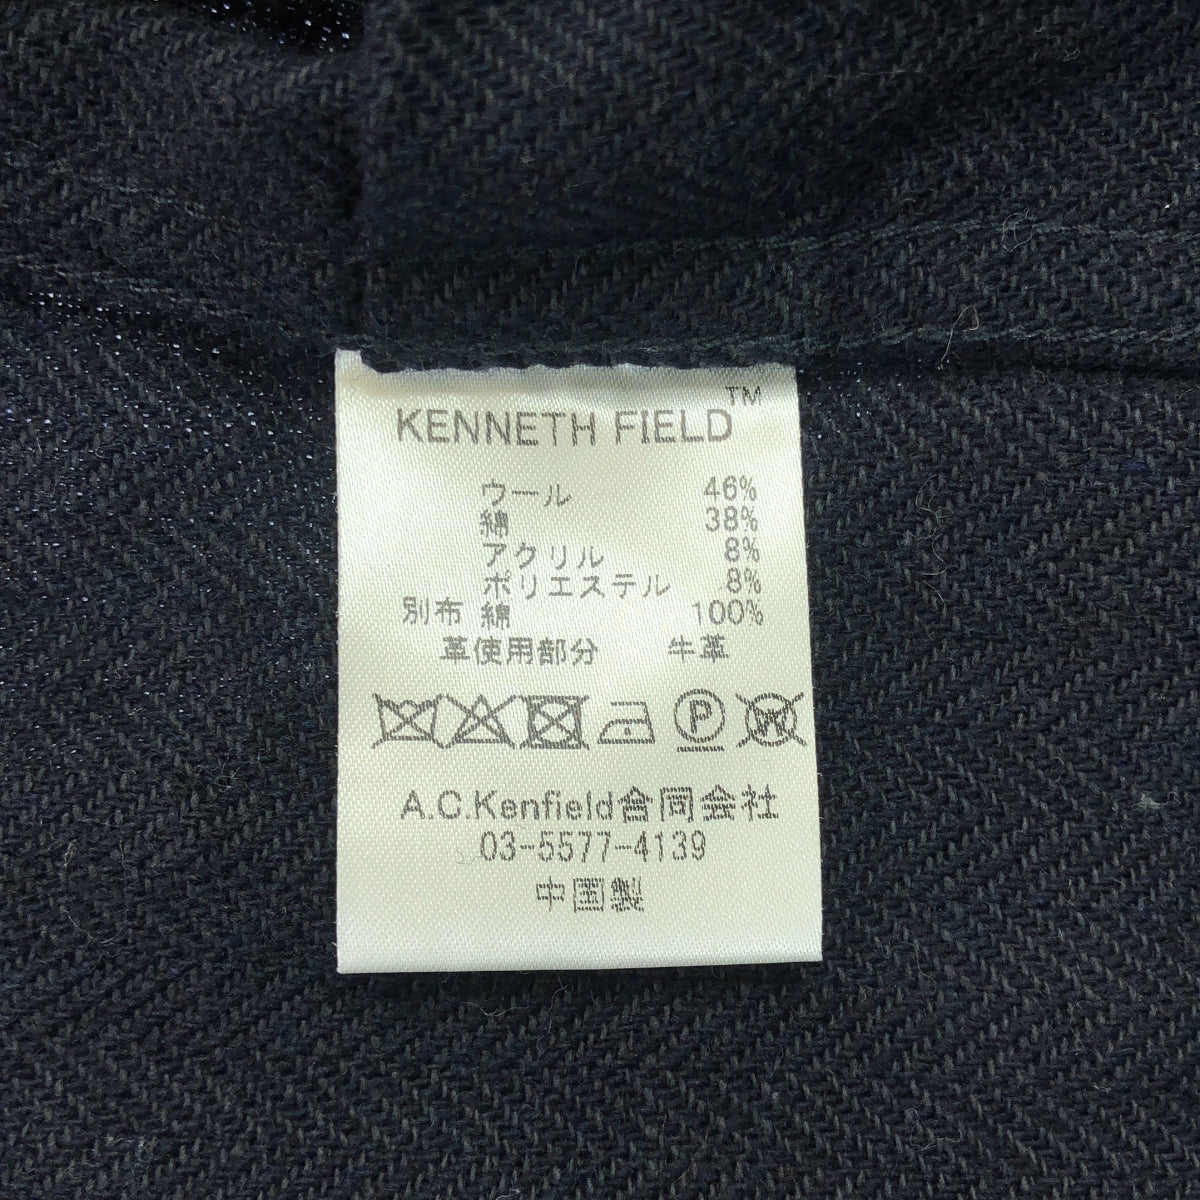 KENNETH FIELD™
ウール 46%
綿 38%
アクリル 8%
ポリエステル 8%
別布 綿 100%
革使用部分 牛革
P W
A.C.Kenfield合同会社
03-5577-4139
中国製